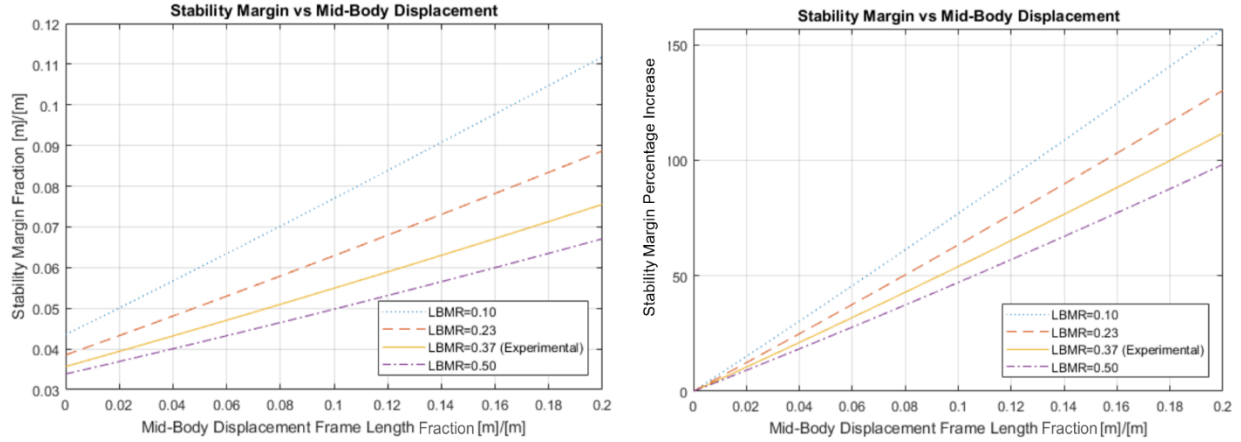 Stability Margin vs Mid-Body Displacement
0.12
0.11
0.1
0.09
0.08
0.07
0.06
0.05
0.04
0.03
Stability Margin Fraction [m]/[m]
LBMR=0.10
LBMR=0.23
LBMR=0.37 (Experimental)
LBMR=0.50
0 0.02 0.04 0.06 0.08 0.1 0.12 0.14 0.16 0.18 0.2
Mid-Body Displacement Frame Length Fraction [m]/[m]
Stability Margin vs Mid-Body Displacement
150
100
50
0
Stability Margin Percentage Increase
LBMR=0.10
LBMR=0.23
LBMR=0.37 (Experimental)
LBMR=0.50
0 0.02 0.04 0.06 0.08 0.1 0.12 0.14 0.16 0.18 0.2
Mid-Body Displacement Frame Length Fraction [m]/[m]